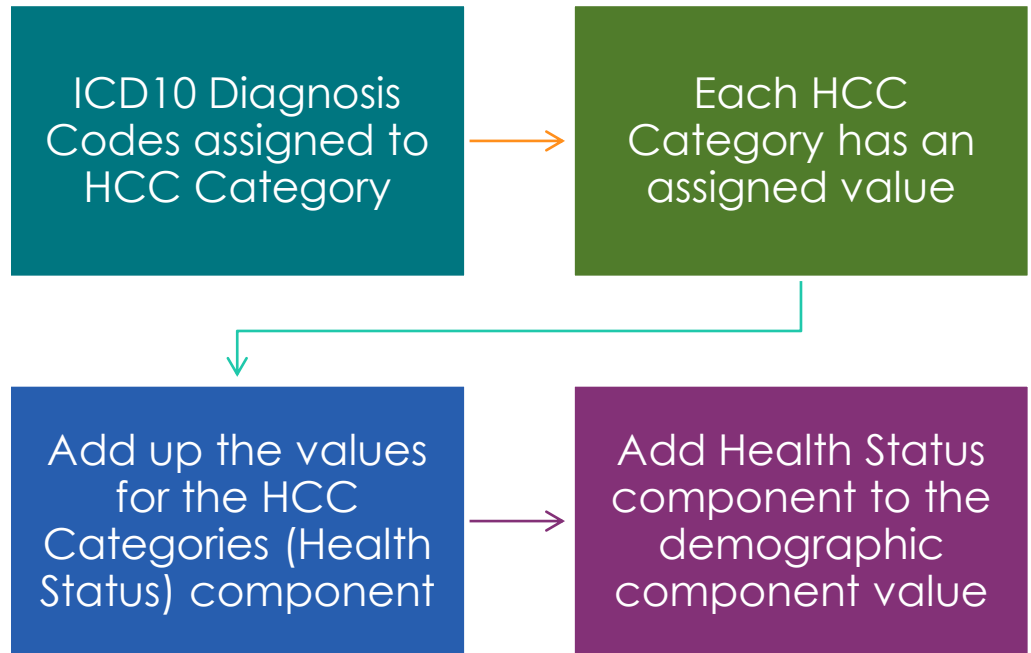 ICD10 Diagnosis
Codes assigned to
HCC Category
Each HCC
Category has an
assigned value
Add up the values
for the HCC
Categories (Health
Status) component
Add Health Status
component to the
demographic
component value